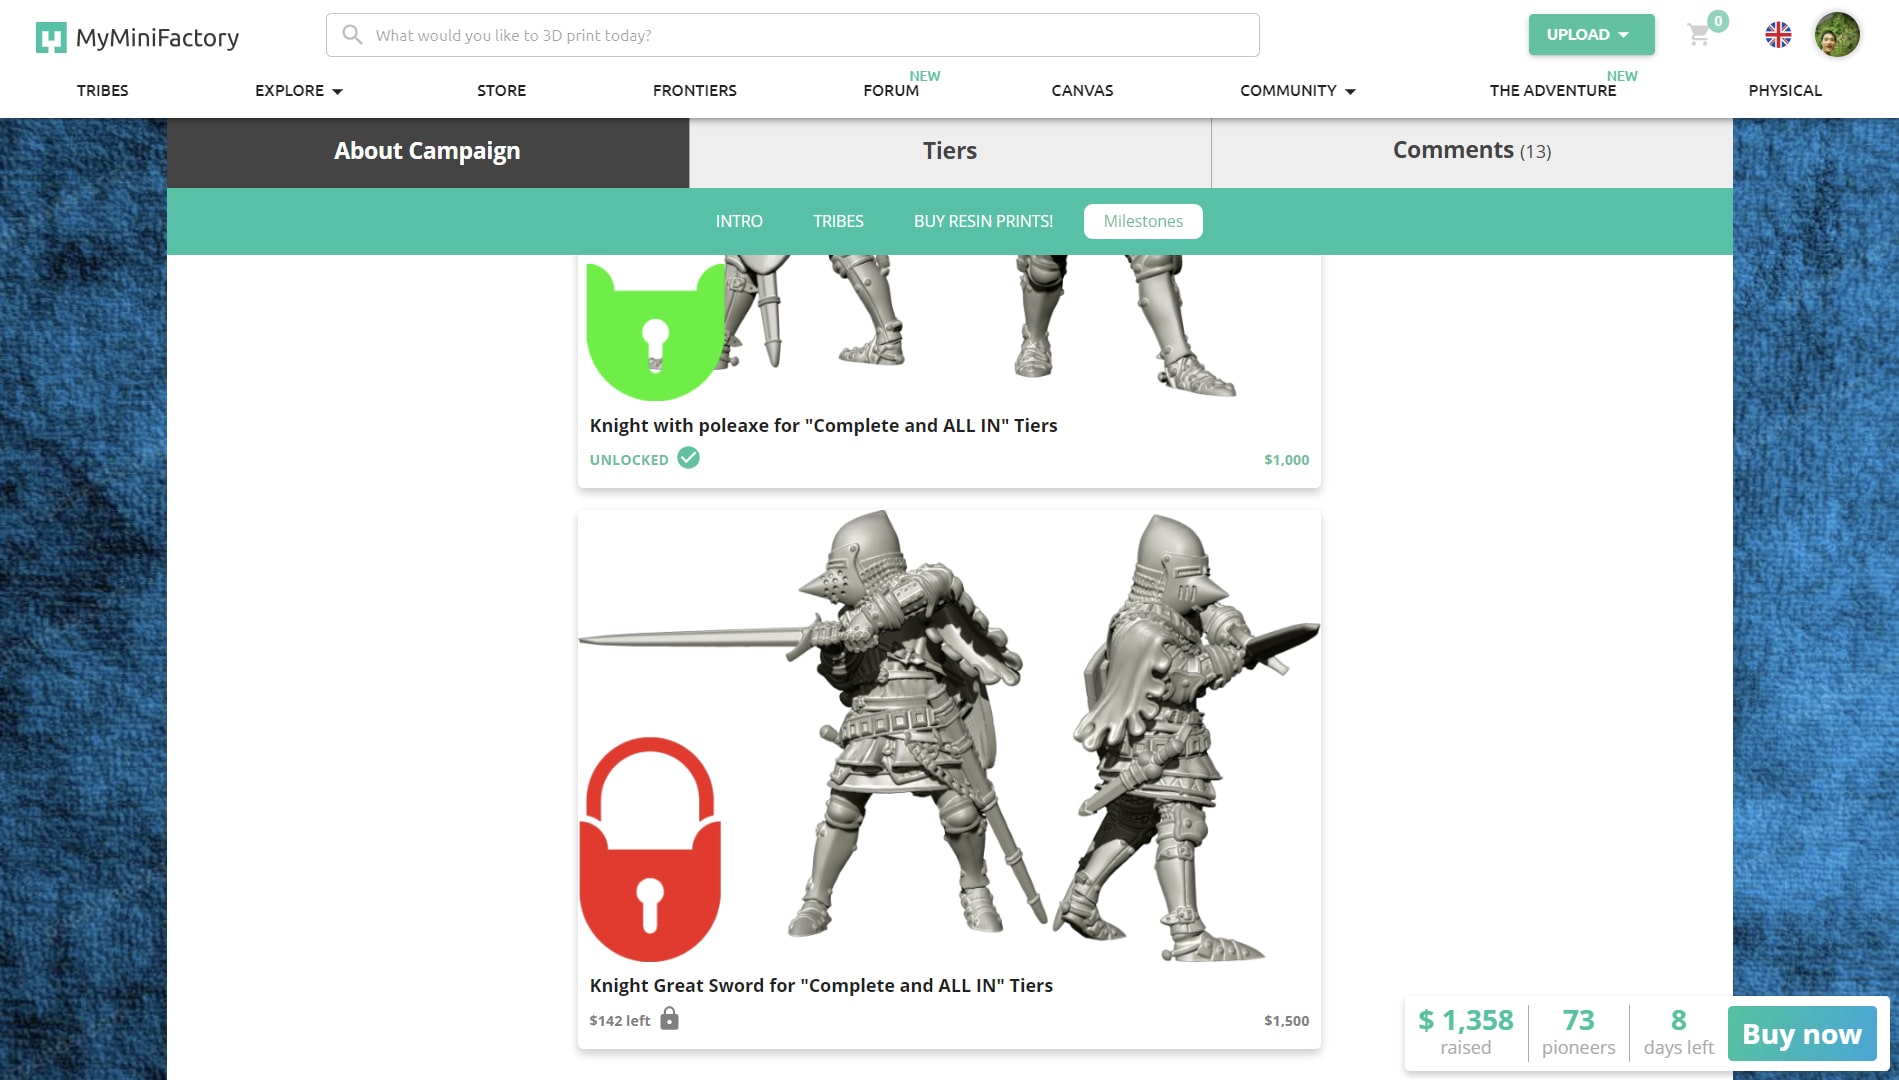 MyMiniFactory
What would you like to 3D print today?
UPLOAD
0
TRIBES
EXPLORE
STORE
FRONTIERS
FORUM
NEW
CANVAS
COMMUNITY
THE ADVENTURE
NEW
PHYSICAL
About Campaign
Tiers
Comments (13)
INTRO
TRIBES
BUY RESIN PRINTS!
Milestones
Knight with poleaxe for "Complete and ALL IN" Tiers
UNLOCKED
$1,000
Knight Great Sword for "Complete and ALL IN" Tiers
$142 left
$1,500
$ 1,358
raised
73
pioneers
8
days left
Buy now